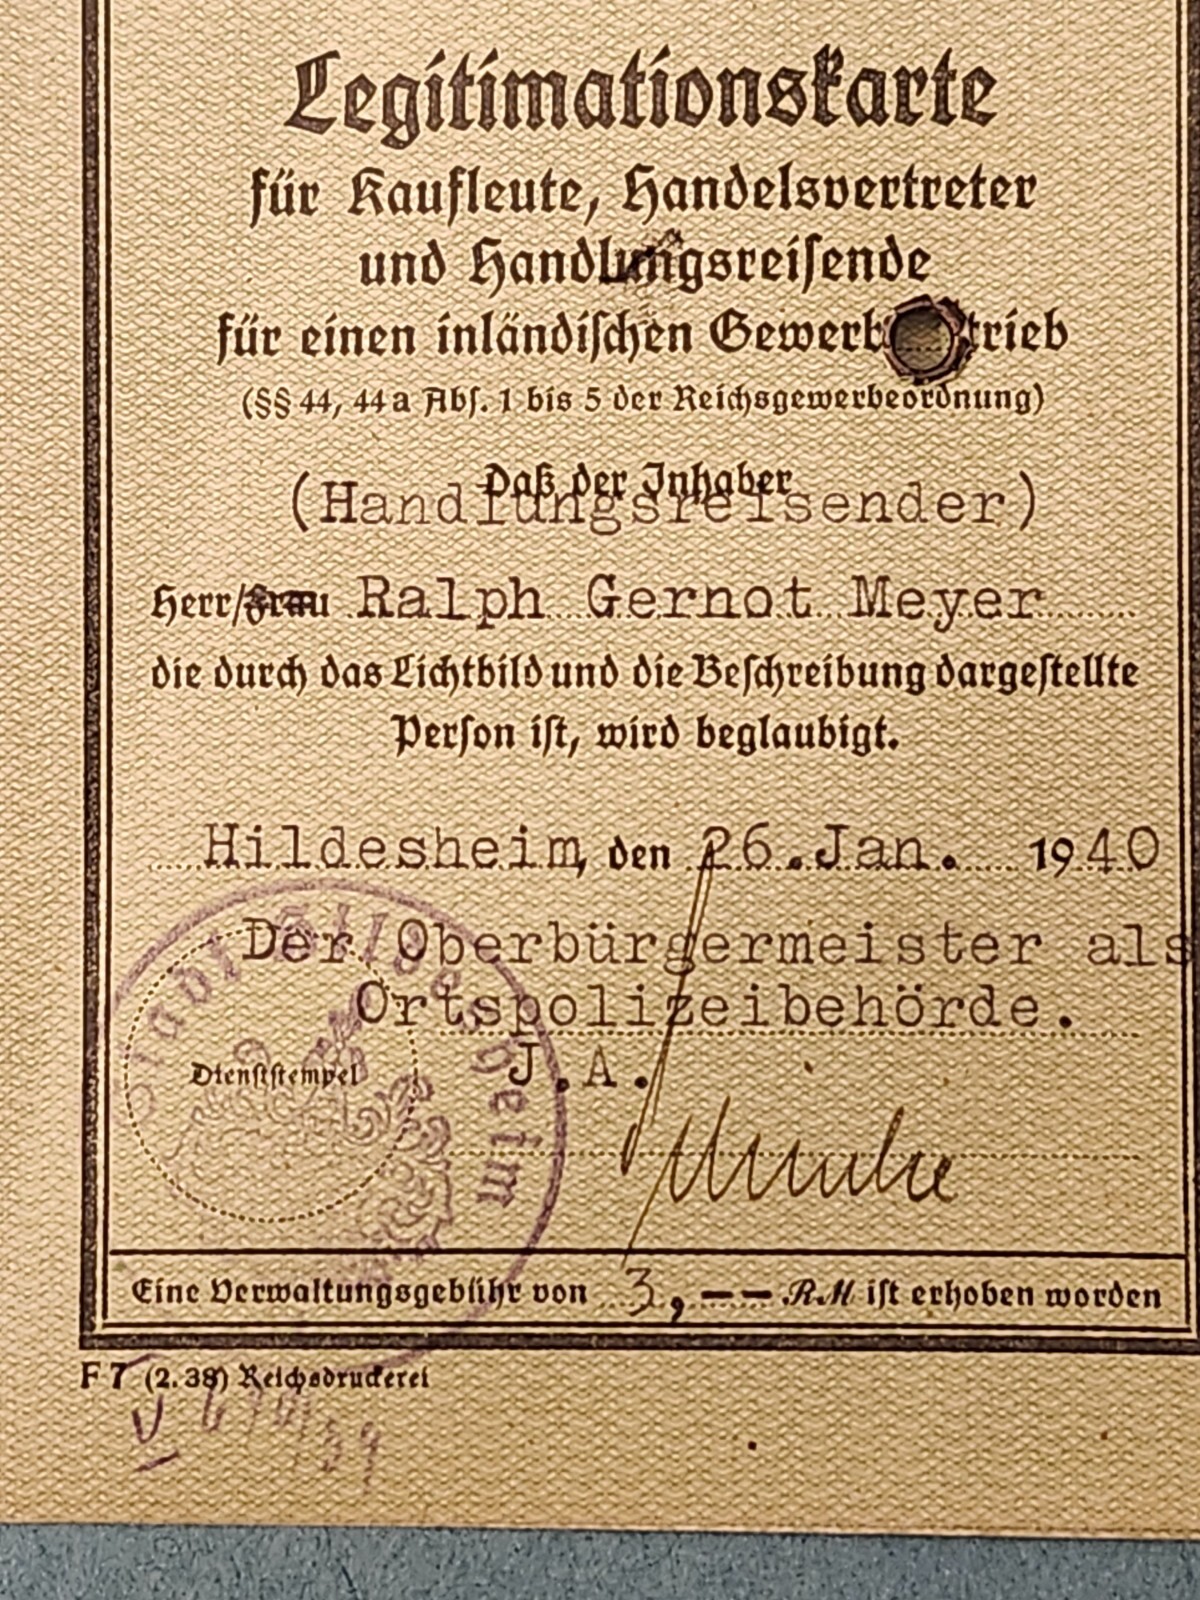 Legitimationskarte
für Kaufleute, Handelsvertreter
und Handlungsreisende
für einen inländischen
(§§ 44, 44a Abs. 1 bis 5 der Reichsgewerbeordnung)
Daß der Inhaber
(Handlungsreisender)
Herr/Frau Ralph Gernot Meyer
die durch das Lichtbild und die Beschreibung dargestellte
Person ist, wird beglaubigt.
Hildesheim, den 26.Jan. 1940
Der Oberbürgermeister als
Ortspolizeibehörde.
Dienststempel
J.A.
Stadt Hildesheim
Eine Verwaltungsgebühr von 3,-- RM ist erhoben worden
F 7 (2. 38) Reichsdruckerei